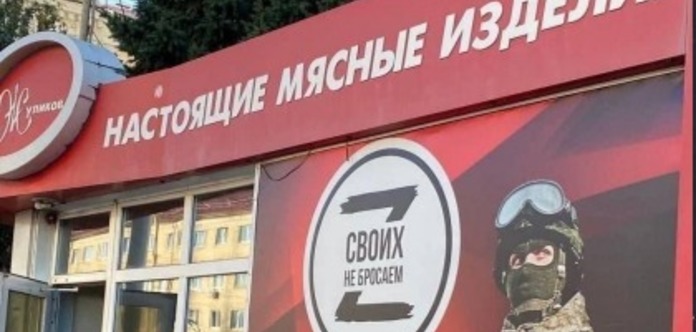 Жупиков
НАСТОЯЩИЕ МЯСНЫЕ ИЗДЕЛИ
Z
СВОИХ
НЕ БРОСАЕМ